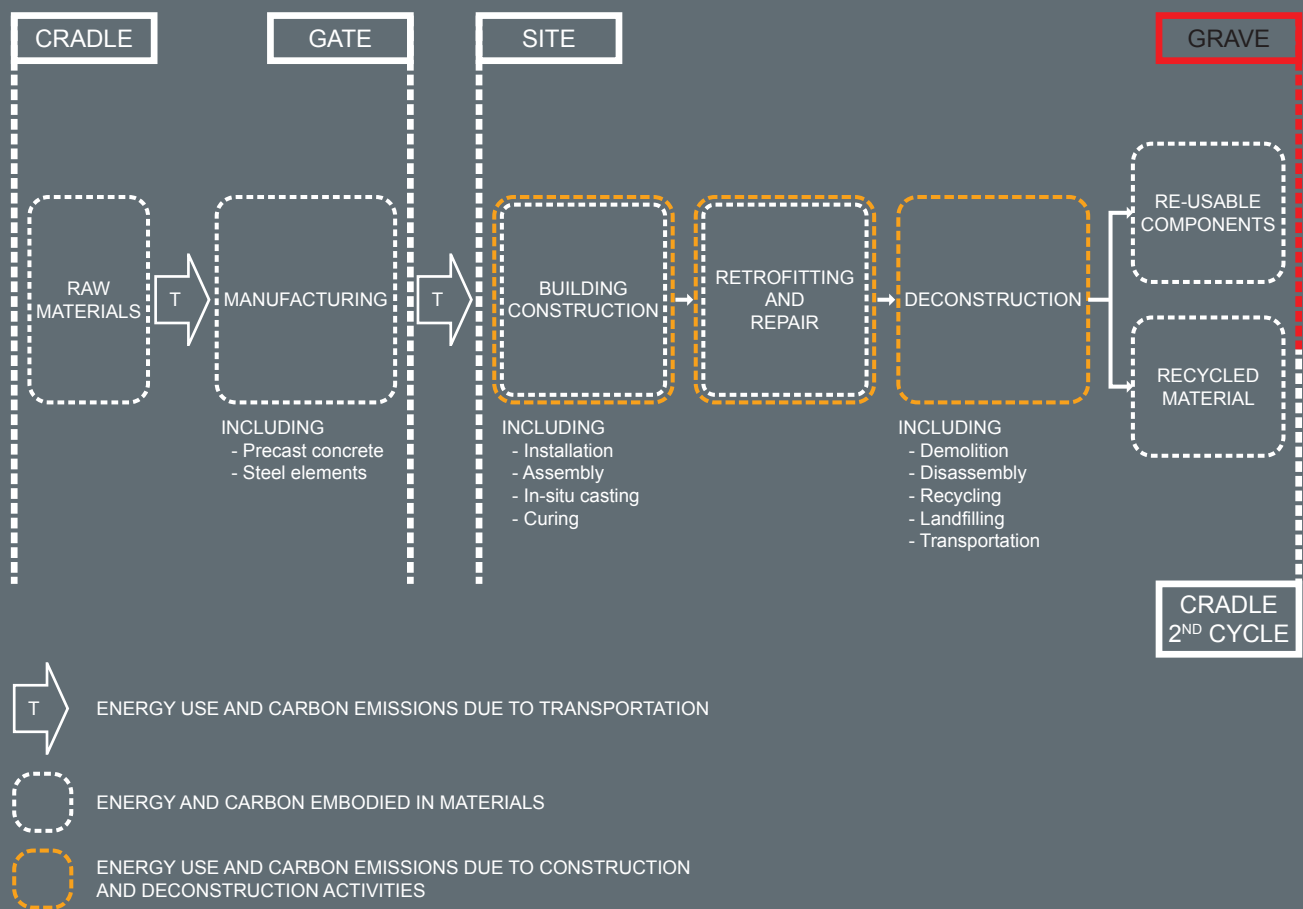 CRADLE
GATE
SITE
GRAVE
RAW
MATERIALS
T
MANUFACTURING
T
BUILDING
CONSTRUCTION
RETROFITTING
AND
REPAIR
DECONSTRUCTION
RE-USABLE
COMPONENTS
RECYCLED
MATERIAL
INCLUDING
- Precast concrete
- Steel elements
INCLUDING
- Installation
- Assembly
- In-situ casting
- Curing
INCLUDING
- Demolition
- Disassembly
- Recycling
- Landfilling
- Transportation
CRADLE
2ND CYCLE
T
ENERGY USE AND CARBON EMISSIONS DUE TO TRANSPORTATION
ENERGY AND CARBON EMBODIED IN MATERIALS
ENERGY USE AND CARBON EMISSIONS DUE TO CONSTRUCTION
AND DECONSTRUCTION ACTIVITIES